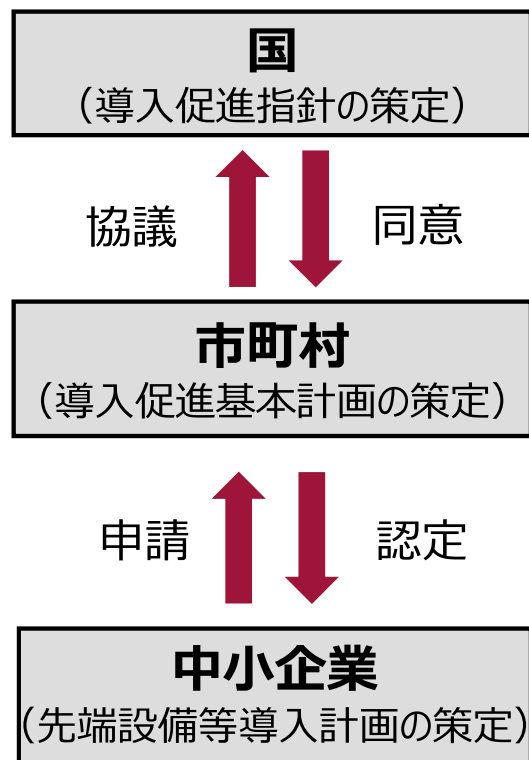 国
（導入促進指針の策定）
協議
同意
市町村
（導入促進基本計画の策定）
申請
認定
中小企業
（先端設備等導入計画の策定）